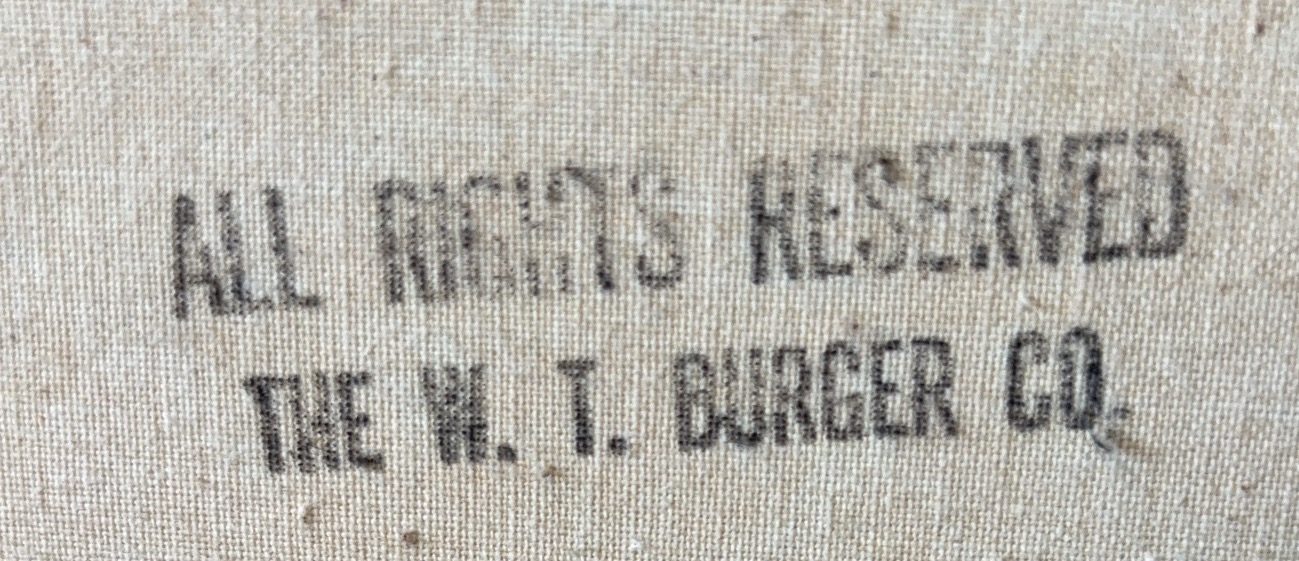 ALL RIGHTS RESERVED
THE W. T. BURGER CO.